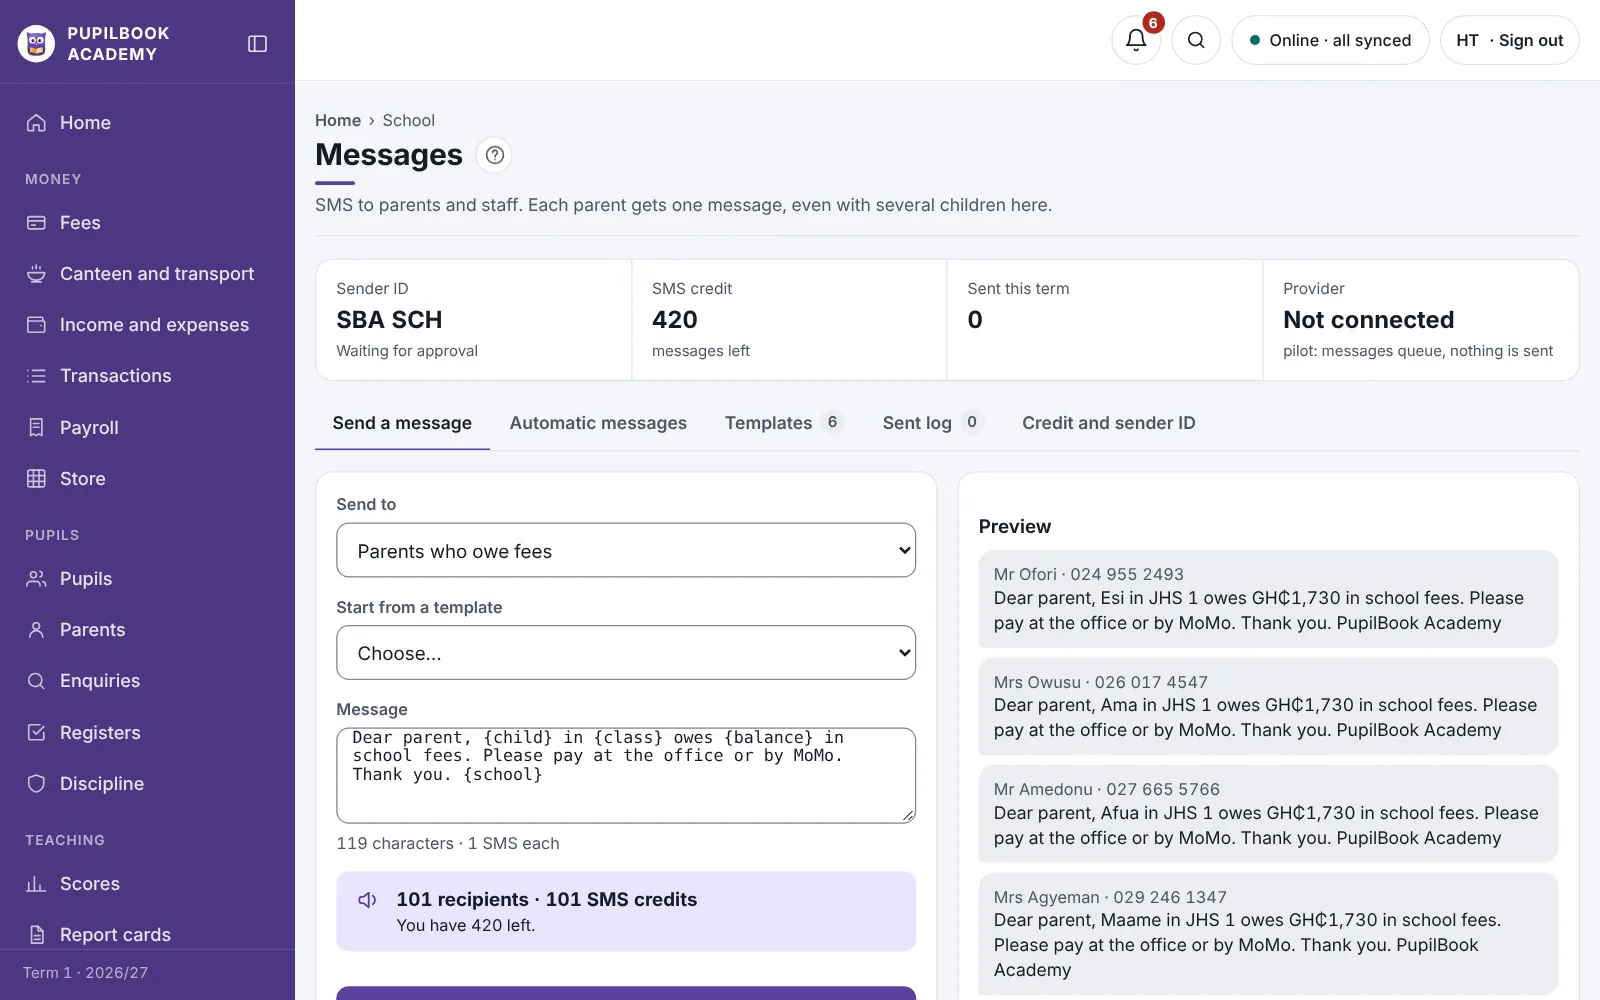 PUPILBOOK
ACADEMY
6
Online · all synced
HT · Sign out
Home
MONEY
Fees
Canteen and transport
Income and expenses
Transactions
Payroll
Store
PUPILS
Pupils
Parents
Enquiries
Registers
Discipline
TEACHING
Scores
Report cards
Term 1 · 2026/27
Home › School
Messages
SMS to parents and staff. Each parent gets one message, even with several children here.
Sender ID
SBA SCH
Waiting for approval
SMS credit
420
messages left
Sent this term
0
Provider
Not connected
pilot: messages queue, nothing is sent
Send a message
Automatic messages
Templates 6
Sent log 0
Credit and sender ID
Send to
Parents who owe fees
Start from a template
Choose...
Message
Dear parent, {child} in {class} owes {balance} in
school fees. Please pay at the office or by MoMo.
Thank you. {school}
119 characters · 1 SMS each
101 recipients · 101 SMS credits
You have 420 left.
Preview
Mr Ofori · 024 955 2493
Dear parent, Esi in JHS 1 owes GH₵1,730 in school fees. Please
pay at the office or by MoMo. Thank you. PupilBook Academy
Mrs Owusu · 026 017 4547
Dear parent, Ama in JHS 1 owes GH₵1,730 in school fees. Please
pay at the office or by MoMo. Thank you. PupilBook Academy
Mr Amedonu · 027 665 5766
Dear parent, Afua in JHS 1 owes GH₵1,730 in school fees. Please
pay at the office or by MoMo. Thank you. PupilBook Academy
Mrs Agyeman · 029 246 1347
Dear parent, Maame in JHS 1 owes GH₵1,730 in school fees.
Please pay at the office or by MoMo. Thank you. PupilBook
Academy